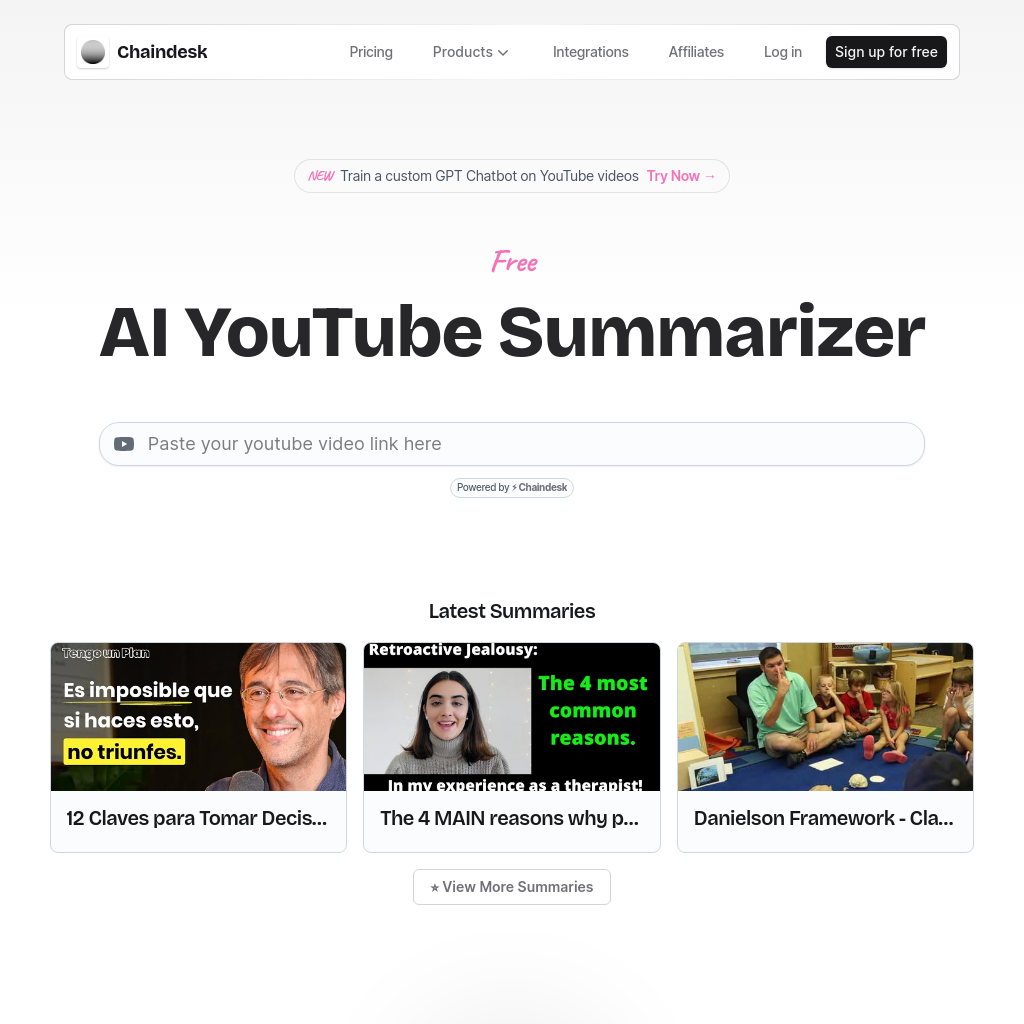 Chaindesk
Pricing
Products
Integrations
Affiliates
Log in
Sign up for free
NEW Train a custom GPT Chatbot on YouTube videos Try Now →
Free
AI YouTube Summarizer
Paste your youtube video link here
Powered by ⚡Chaindesk
Latest Summaries
Tengo un Plan
Es imposible que
si haces esto,
no triunfes.
12 Claves para Tomar Decis...
Retroactive Jealousy:
The 4 most
common
reasons.
In my experience as a therapist!
The 4 MAIN reasons why p...
Danielson Framework - Cla...
⭑ View More Summaries